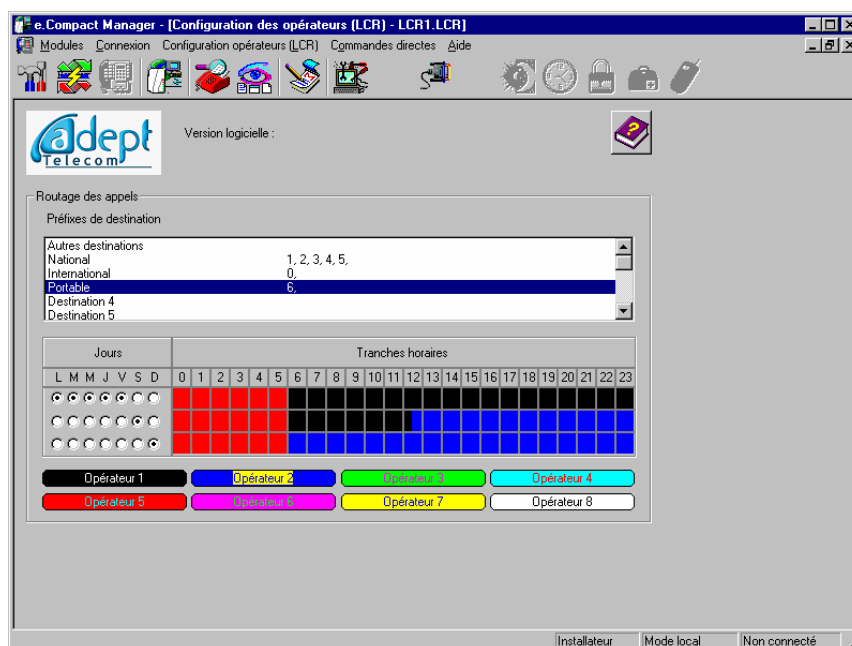 e.Compact Manager - [Configuration des opérateurs (LCR) - LCR1.LCR]
Modules Connexion Configuration opérateurs (LCR) Commandes directes Aide
adept
Telecom
Version logicielle :
Routage des appels
Préfixes de destination
Autres destinations
National 1, 2, 3, 4, 5,
International 0,
Portable 6,
Destination 4
Destination 5
Jours Tranches horaires
L M M J V S D 0 1 2 3 4 5 6 7 8 9 10 11 12 13 14 15 16 17 18 19 20 21 22 23
Opérateur 1 Opérateur 2 Opérateur 3 Opérateur 4
Opérateur 5 Opérateur 6 Opérateur 7 Opérateur 8
Installateur Mode local Non connecté